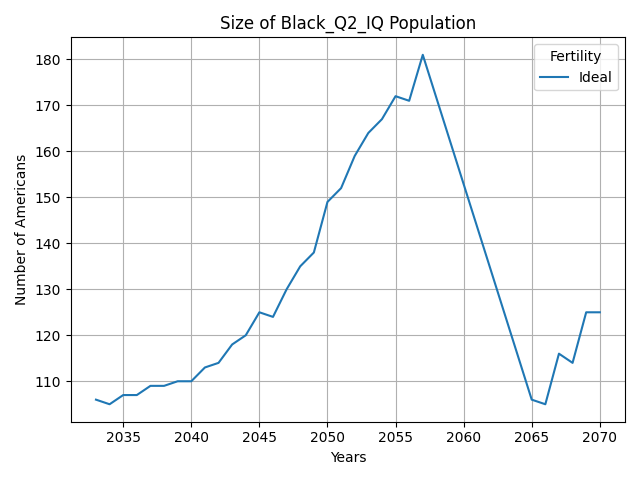 Size of Black_Q2_IQ Population
Fertility
Ideal
180
170
160
150
140
130
120
110
Number of Americans
2035 2040 2045 2050 2055 2060 2065 2070
Years